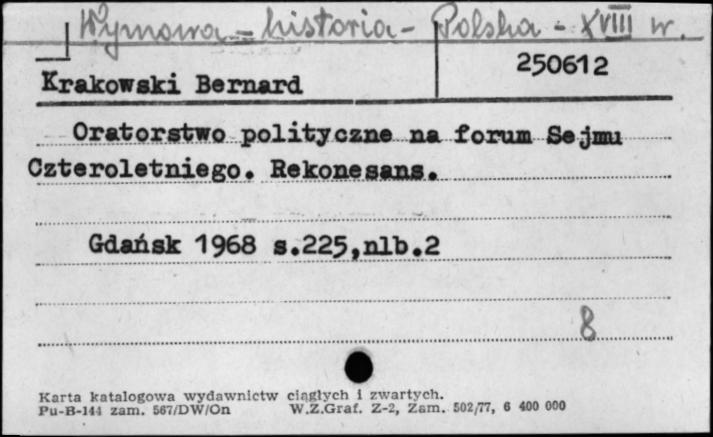 Wymowa - historia - Polska - XVIII w.
250612
Krakowski Bernard
Oratorstwo polityczne na forum Sejmu
Czteroletniego. Rekonesans.
Gdańsk 1968 s.225,nlb.2
8
Karta katalogowa wydawnictw ciągłych i zwartych.
Pu-B-144 zam. 567/DW/On W.Z.Graf. Z-2, Zam. 502/77, 6 400 000